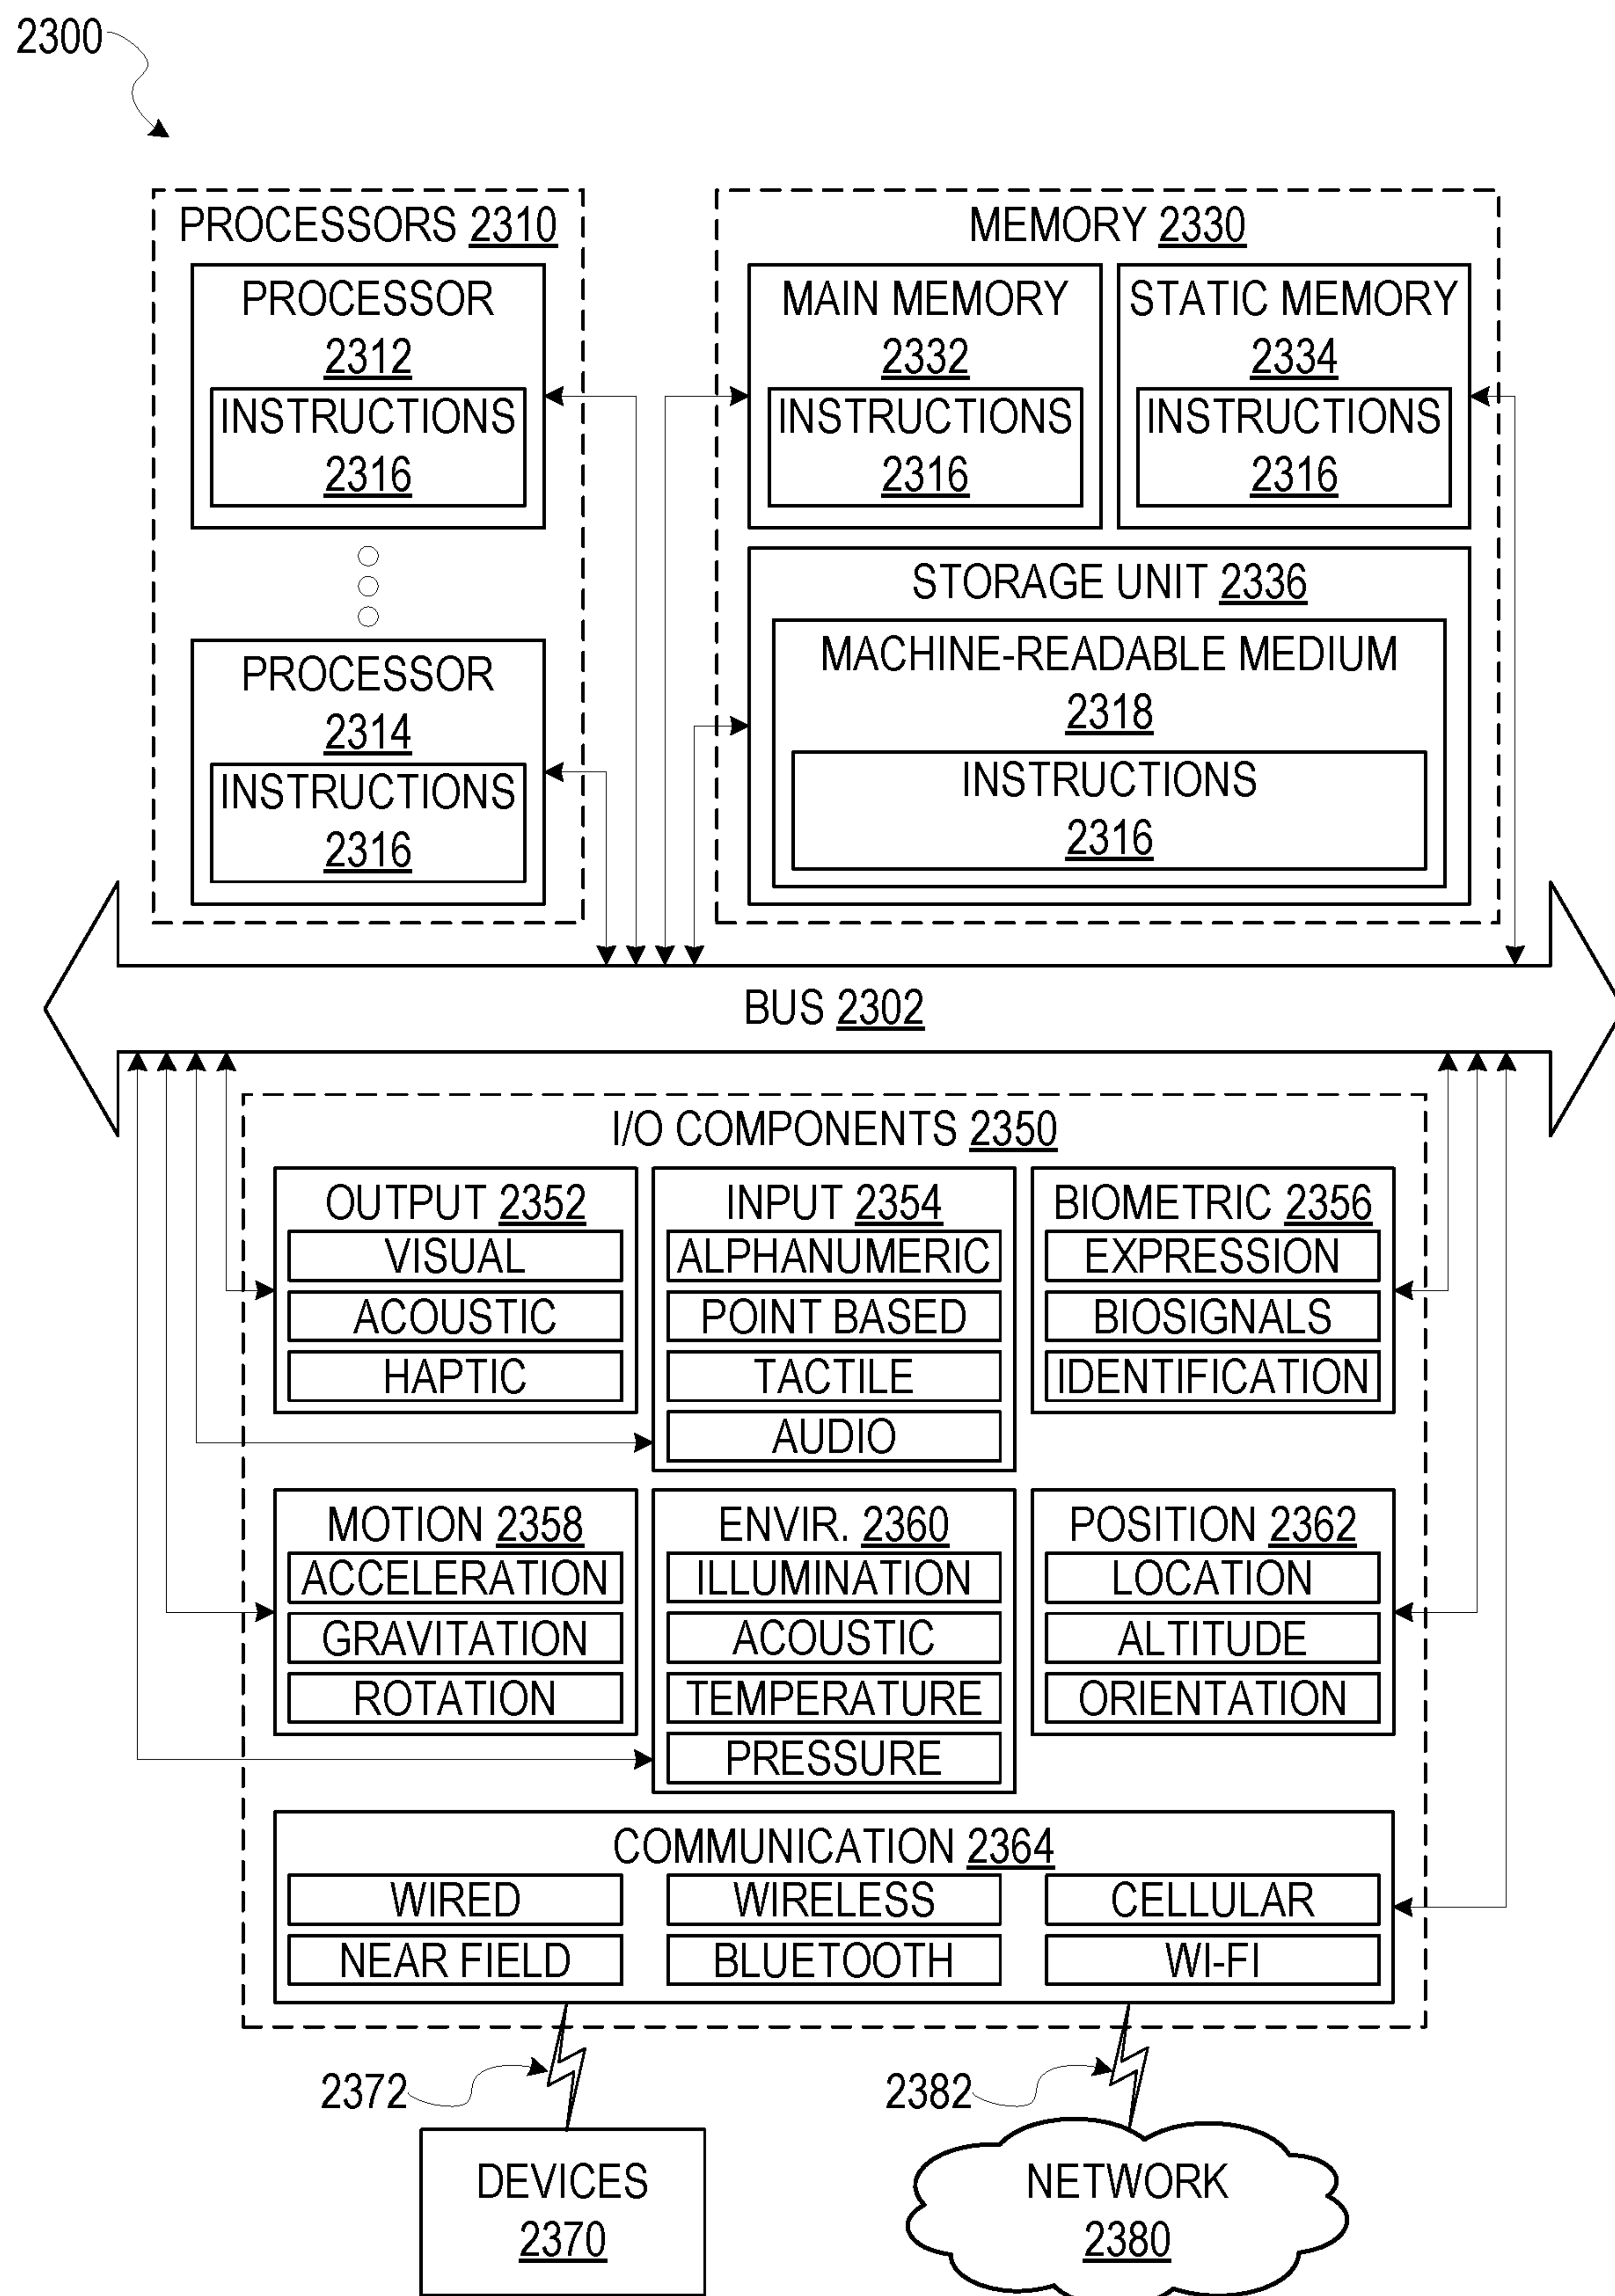 2300
PROCESSORS 2310
PROCESSOR
2312
INSTRUCTIONS
2316
PROCESSOR
2314
INSTRUCTIONS
2316
MEMORY 2330
MAIN MEMORY
2332
INSTRUCTIONS
2316
STATIC MEMORY
2334
INSTRUCTIONS
2316
STORAGE UNIT 2336
MACHINE-READABLE MEDIUM
2318
INSTRUCTIONS
2316
BUS 2302
I/O COMPONENTS 2350
OUTPUT 2352
VISUAL
ACOUSTIC
HAPTIC
INPUT 2354
ALPHANUMERIC
POINT BASED
TACTILE
AUDIO
BIOMETRIC 2356
EXPRESSION
BIOSIGNALS
IDENTIFICATION
MOTION 2358
ACCELERATION
GRAVITATION
ROTATION
ENVIR. 2360
ILLUMINATION
ACOUSTIC
TEMPERATURE
PRESSURE
POSITION 2362
LOCATION
ALTITUDE
ORIENTATION
COMMUNICATION 2364
WIRED
WIRELESS
CELLULAR
NEAR FIELD
BLUETOOTH
WI-FI
2372
2382
DEVICES
2370
NETWORK
2380